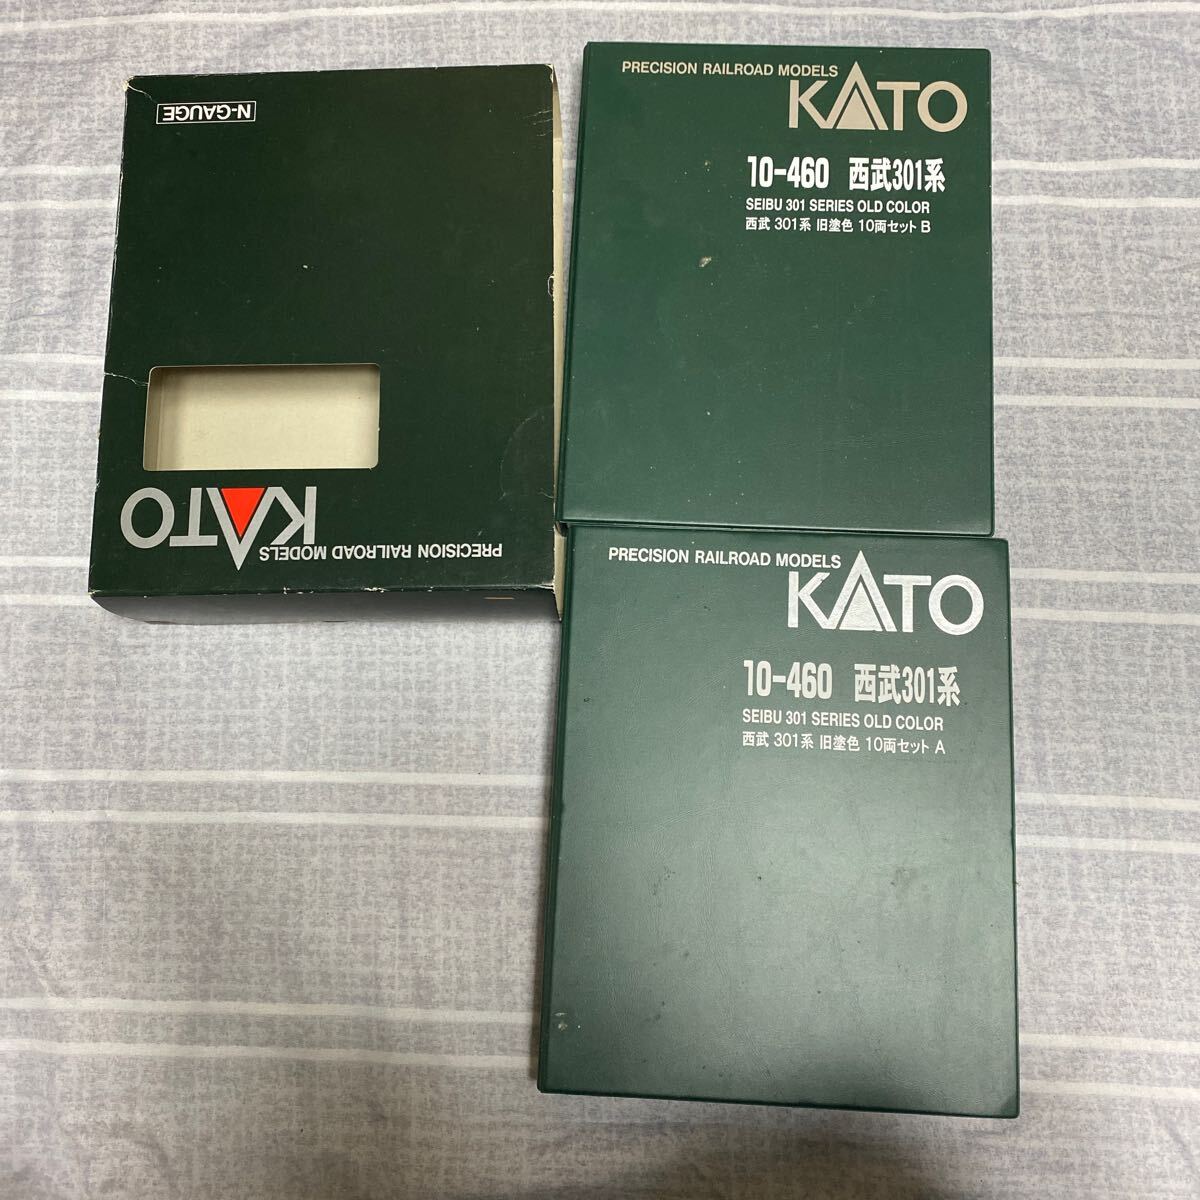 N-GAUGE
PRECISION RAILROAD MODELS
KATO
PRECISION RAILROAD MODELS
KATO
10-460 西武301系
SEIBU 301 SERIES OLD COLOR
西武 301系 旧塗色 10両セット B
PRECISION RAILROAD MODELS
KATO
10-460 西武301系
SEIBU 301 SERIES OLD COLOR
西武 301系 旧塗色 10両セット A